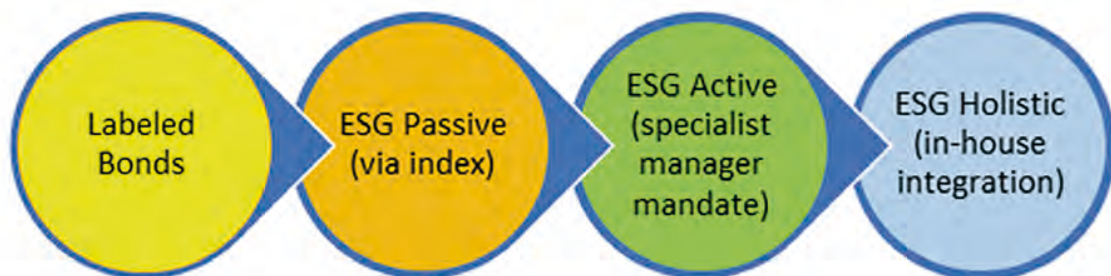 Labeled
Bonds
ESG Passive
(via index)
ESG Active
(specialist
manager
mandate)
ESG Holistic
(in-house
integration)